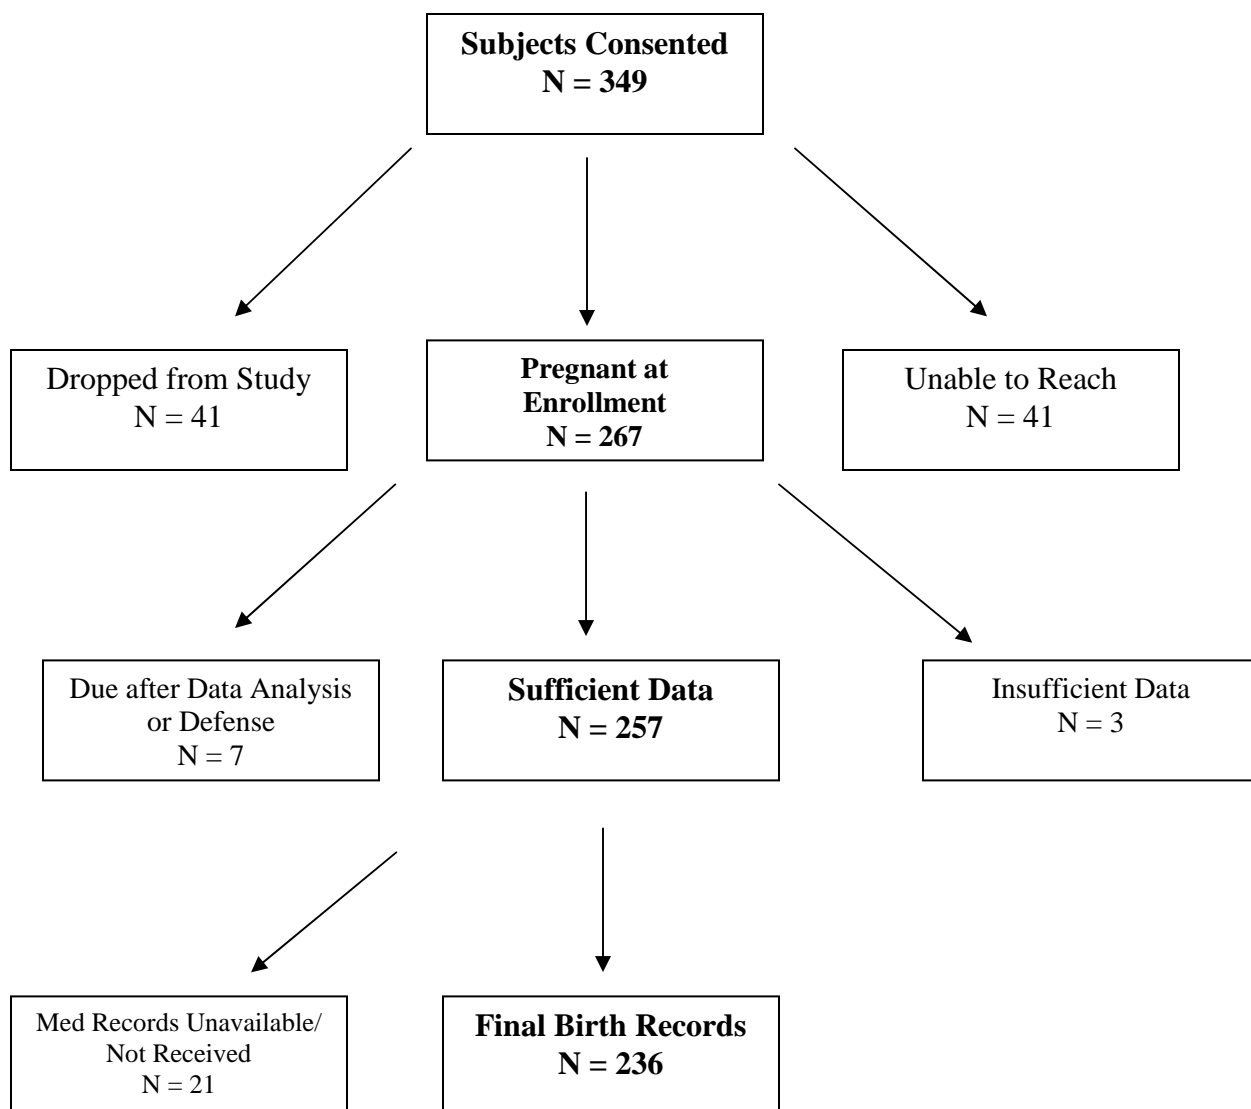 Subjects Consented
N = 349
Dropped from Study
N = 41
Pregnant at
Enrollment
N = 267
Unable to Reach
N = 41
Due after Data Analysis
or Defense
N = 7
Sufficient Data
N = 257
Insufficient Data
N = 3
Med Records Unavailable/
Not Received
N = 21
Final Birth Records
N = 236